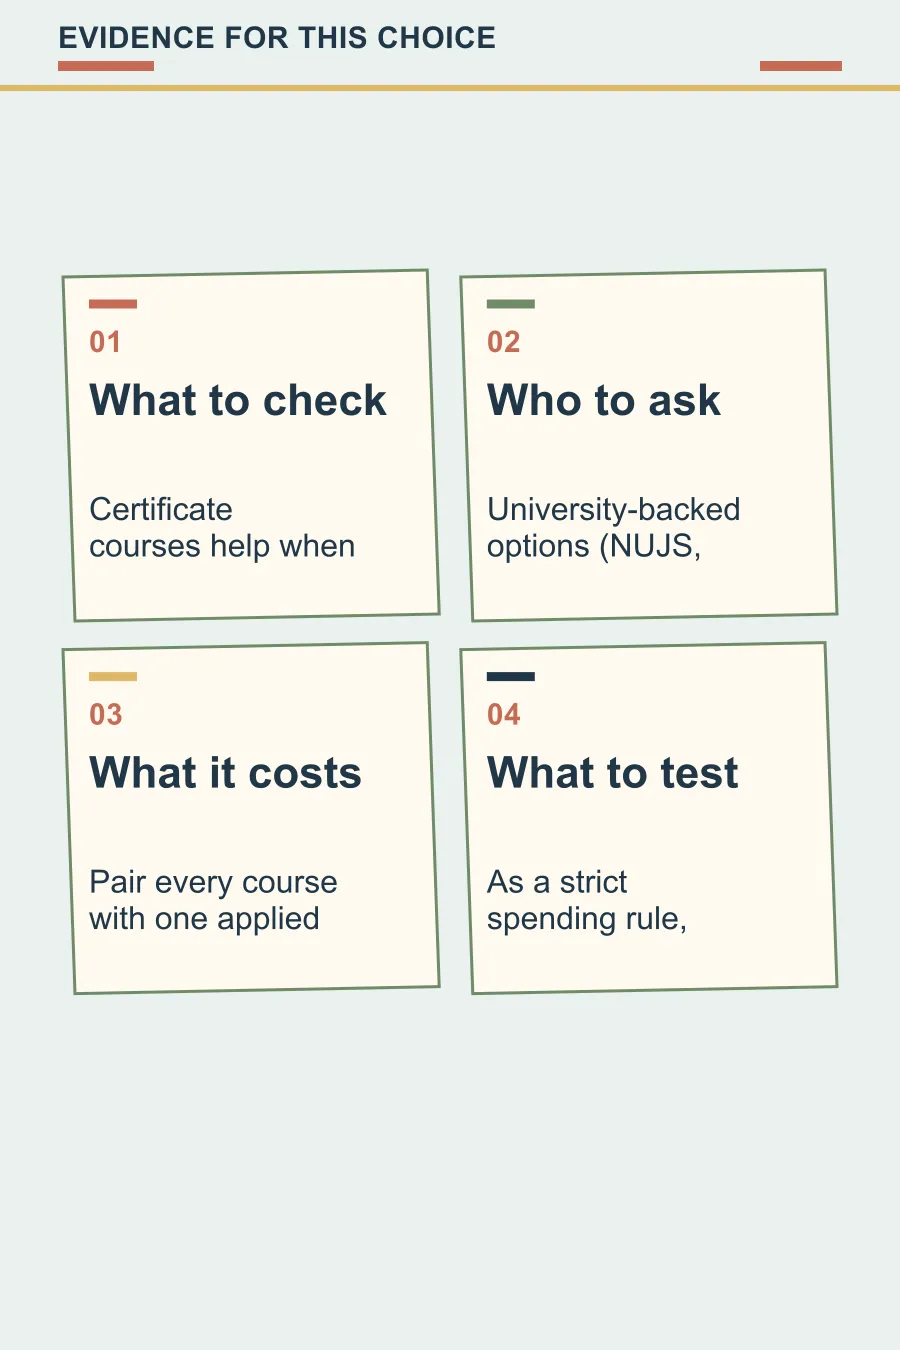 EVIDENCE FOR THIS CHOICE
01
What to check
Certificate
courses help when
02
Who to ask
University-backed
options (NUJS,
03
What it costs
Pair every course
with one applied
04
What to test
As a strict
spending rule,